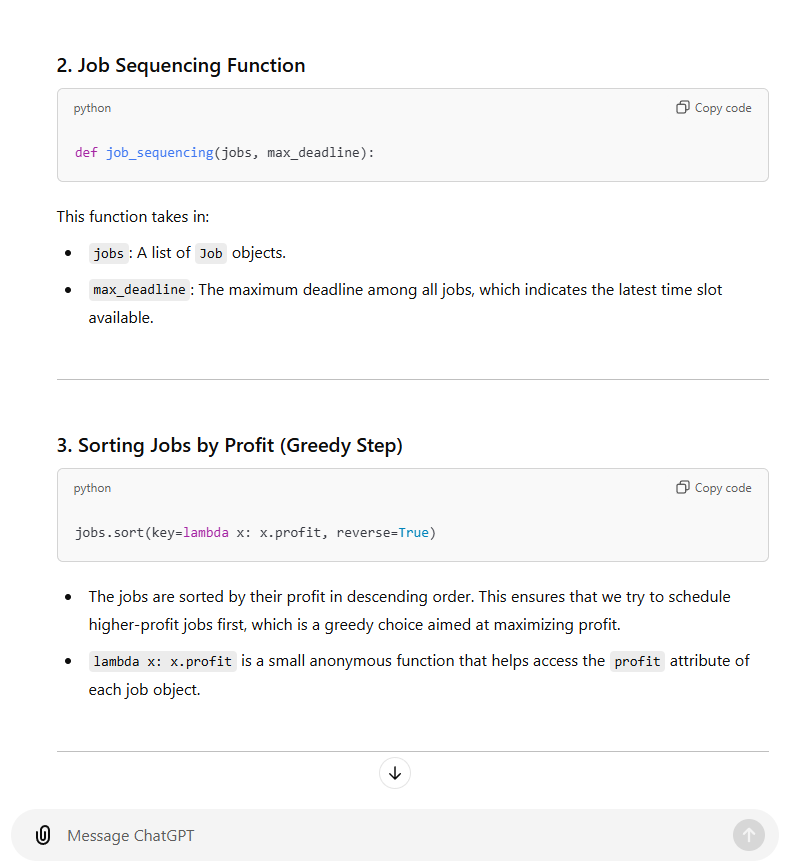 2. Job Sequencing Function
python
Copy code
def job_sequencing(jobs, max_deadline):
This function takes in:
jobs: A list of Job objects.
max_deadline: The maximum deadline among all jobs, which indicates the latest time slot
available.
3. Sorting Jobs by Profit (Greedy Step)
python
Copy code
jobs.sort(key=lambda x: x.profit, reverse=True)
The jobs are sorted by their profit in descending order. This ensures that we try to schedule
higher-profit jobs first, which is a greedy choice aimed at maximizing profit.
lambda x: x.profit is a small anonymous function that helps access the profit attribute of
each job object.
Message ChatGPT